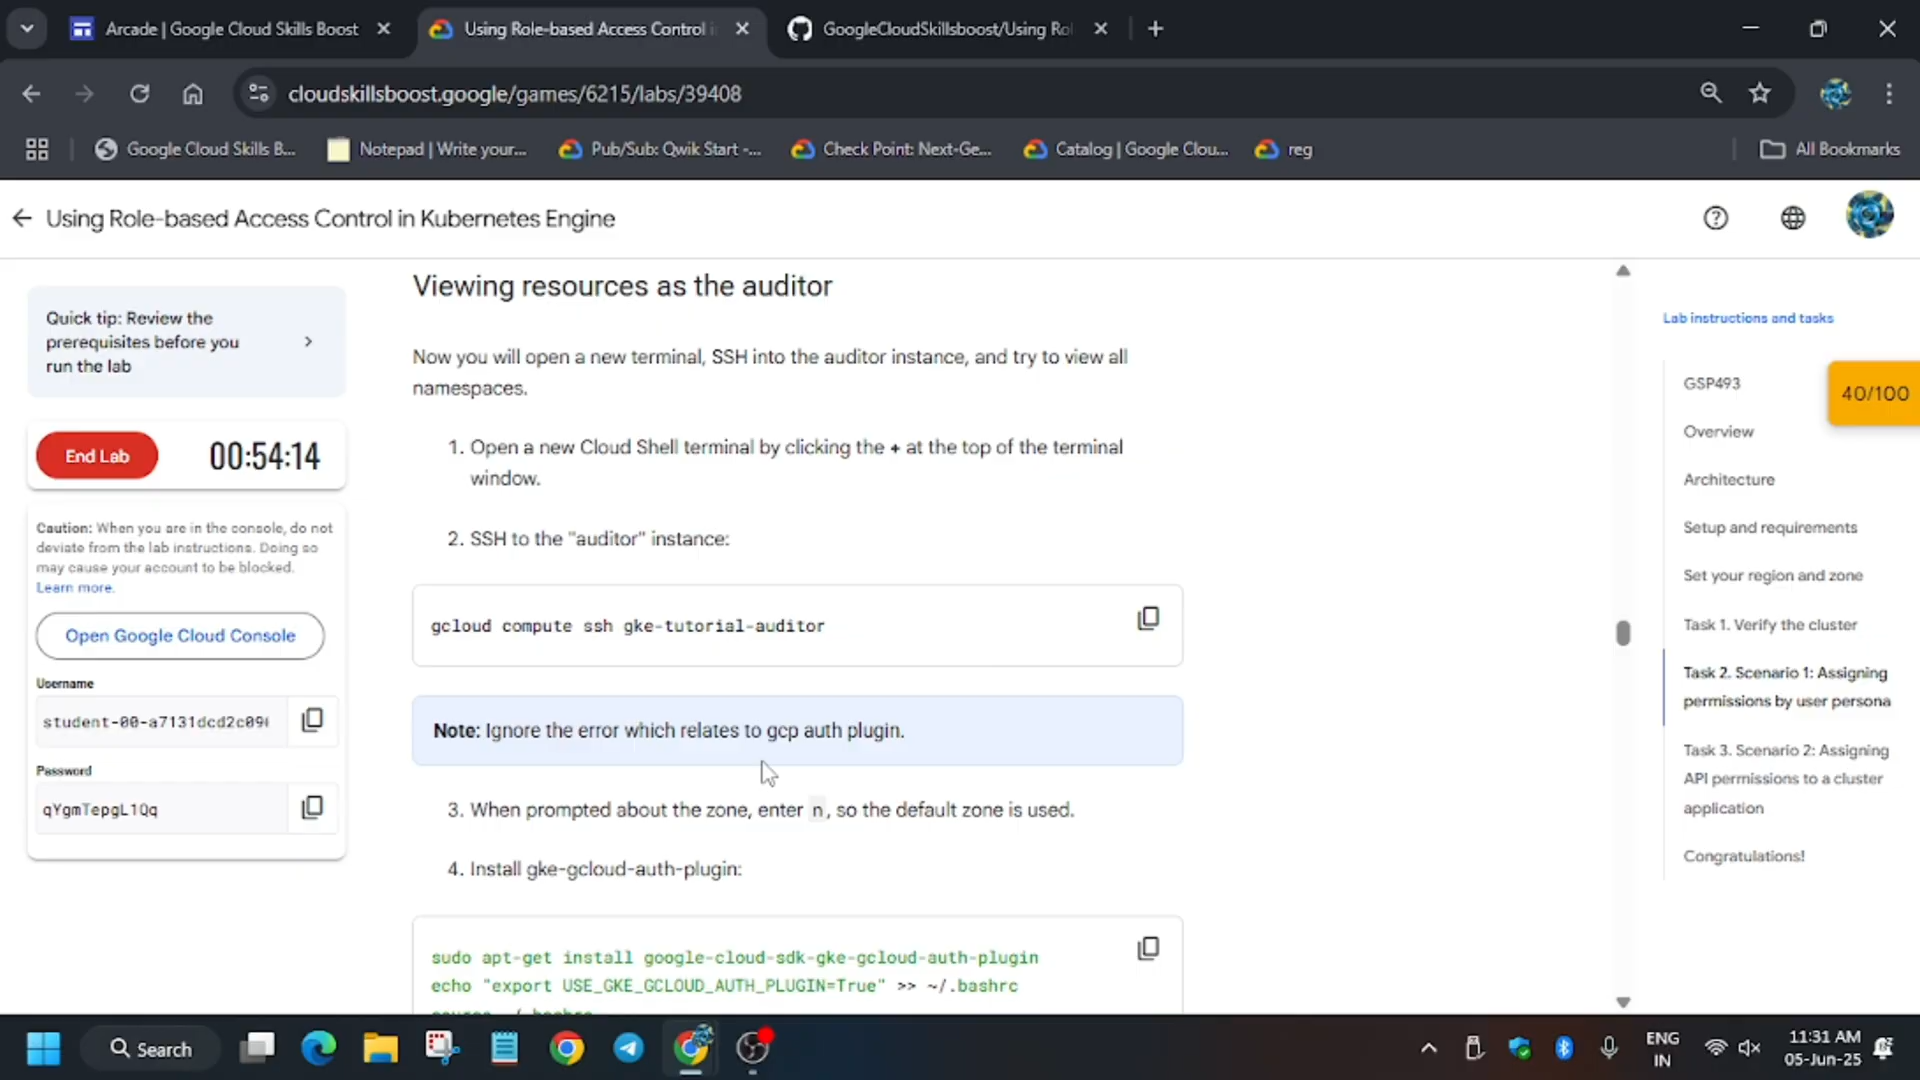 Arcade | Google Cloud Skills Boost
Using Role-based Access Control i
GoogleCloudSkillsboost/Using Ro
cloudskillsboost.google/games/6215/labs/39408
Google Cloud Skills B...
Notepad | Write your...
Pub/Sub: Qwik Start -...
Check Point: Next-Ge...
Catalog | Google Clou...
reg
All Bookmarks
Using Role-based Access Control in Kubernetes Engine
Quick tip: Review the
prerequisites before you
run the lab
End Lab
00:54:14
Caution: When you are in the console, do not
deviate from the lab instructions. Doing so
may cause your account to be blocked.
Learn more.
Open Google Cloud Console
Username
student-00-a7131dcd2c090
Password
qYgmTepgL1Qq
Viewing resources as the auditor
Now you will open a new terminal, SSH into the auditor instance, and try to view all
namespaces.
1. Open a new Cloud Shell terminal by clicking the + at the top of the terminal
window.
2. SSH to the "auditor" instance:
gcloud compute ssh gke-tutorial-auditor
Note: Ignore the error which relates to gcp auth plugin.
3. When prompted about the zone, enter n, so the default zone is used.
4. Install gke-gcloud-auth-plugin:
sudo apt-get install google-cloud-sdk-gke-gcloud-auth-plugin
echo "export USE_GKE_GCLOUD_AUTH_PLUGIN=True" >> ~/.bashrc
source ~/.bashrc
Lab instructions and tasks
GSP493
40/100
Overview
Architecture
Setup and requirements
Set your region and zone
Task 1. Verify the cluster
Task 2. Scenario 1: Assigning
permissions by user persona
Task 3. Scenario 2: Assigning
API permissions to a cluster
application
Congratulations!
Search
ENG
IN
11:31 AM
05-Jun-25